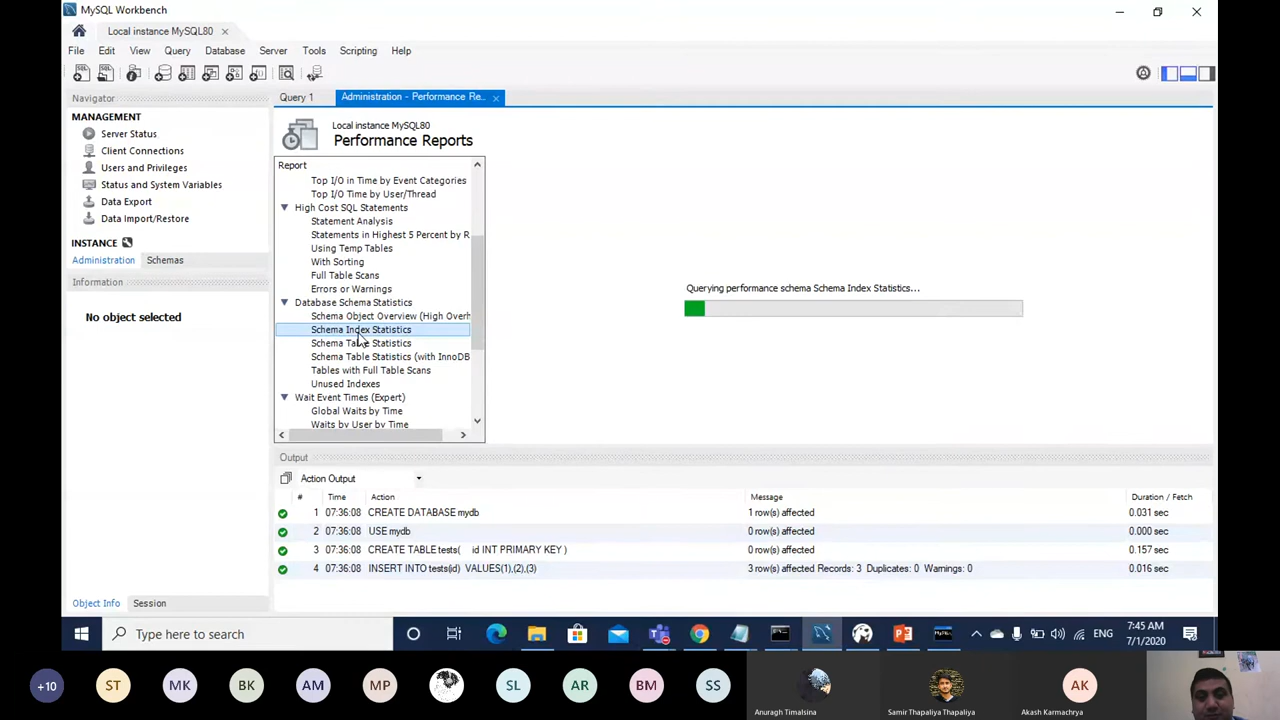 MySQL Workbench
Local instance MySQL80
File Edit View Query Database Server Tools Scripting Help
Navigator
MANAGEMENT
Server Status
Client Connections
Users and Privileges
Status and System Variables
Data Export
Data Import/Restore
INSTANCE
Administration Schemas
Information
No object selected
Object Info Session
Query 1
Administration - Performance Re..
Local instance MySQL80
Performance Reports
Report
Top I/O in Time by Event Categories
Top I/O Time by User/Thread
High Cost SQL Statements
Statement Analysis
Statements in Highest 5 Percent by R
Using Temp Tables
With Sorting
Full Table Scans
Errors or Warnings
Database Schema Statistics
Schema Object Overview (High Overh
Schema Index Statistics
Schema Table Statistics
Schema Table Statistics (with InnoDB
Tables with Full Table Scans
Unused Indexes
Wait Event Times (Expert)
Global Waits by Time
Waits by User by Time
Querying performance schema Schema Index Statistics...
Output
Action Output
# Time Action Message Duration / Fetch
1 07:36:08 CREATE DATABASE mydb 1 row(s) affected 0.031 sec
2 07:36:08 USE mydb 0 row(s) affected 0.000 sec
3 07:36:08 CREATE TABLE tests( id INT PRIMARY KEY ) 0 row(s) affected 0.157 sec
4 07:36:08 INSERT INTO tests(id) VALUES(1),(2),(3) 3 row(s) affected Records: 3 Duplicates: 0 Warnings: 0 0.016 sec
Type here to search
ENG
7:45 AM
7/1/2020
+10 ST MK BK AM MP SL AR BM SS AK
Anuragh Timalsina Samir Thapaliya Thapaliya Akash Karmachrya